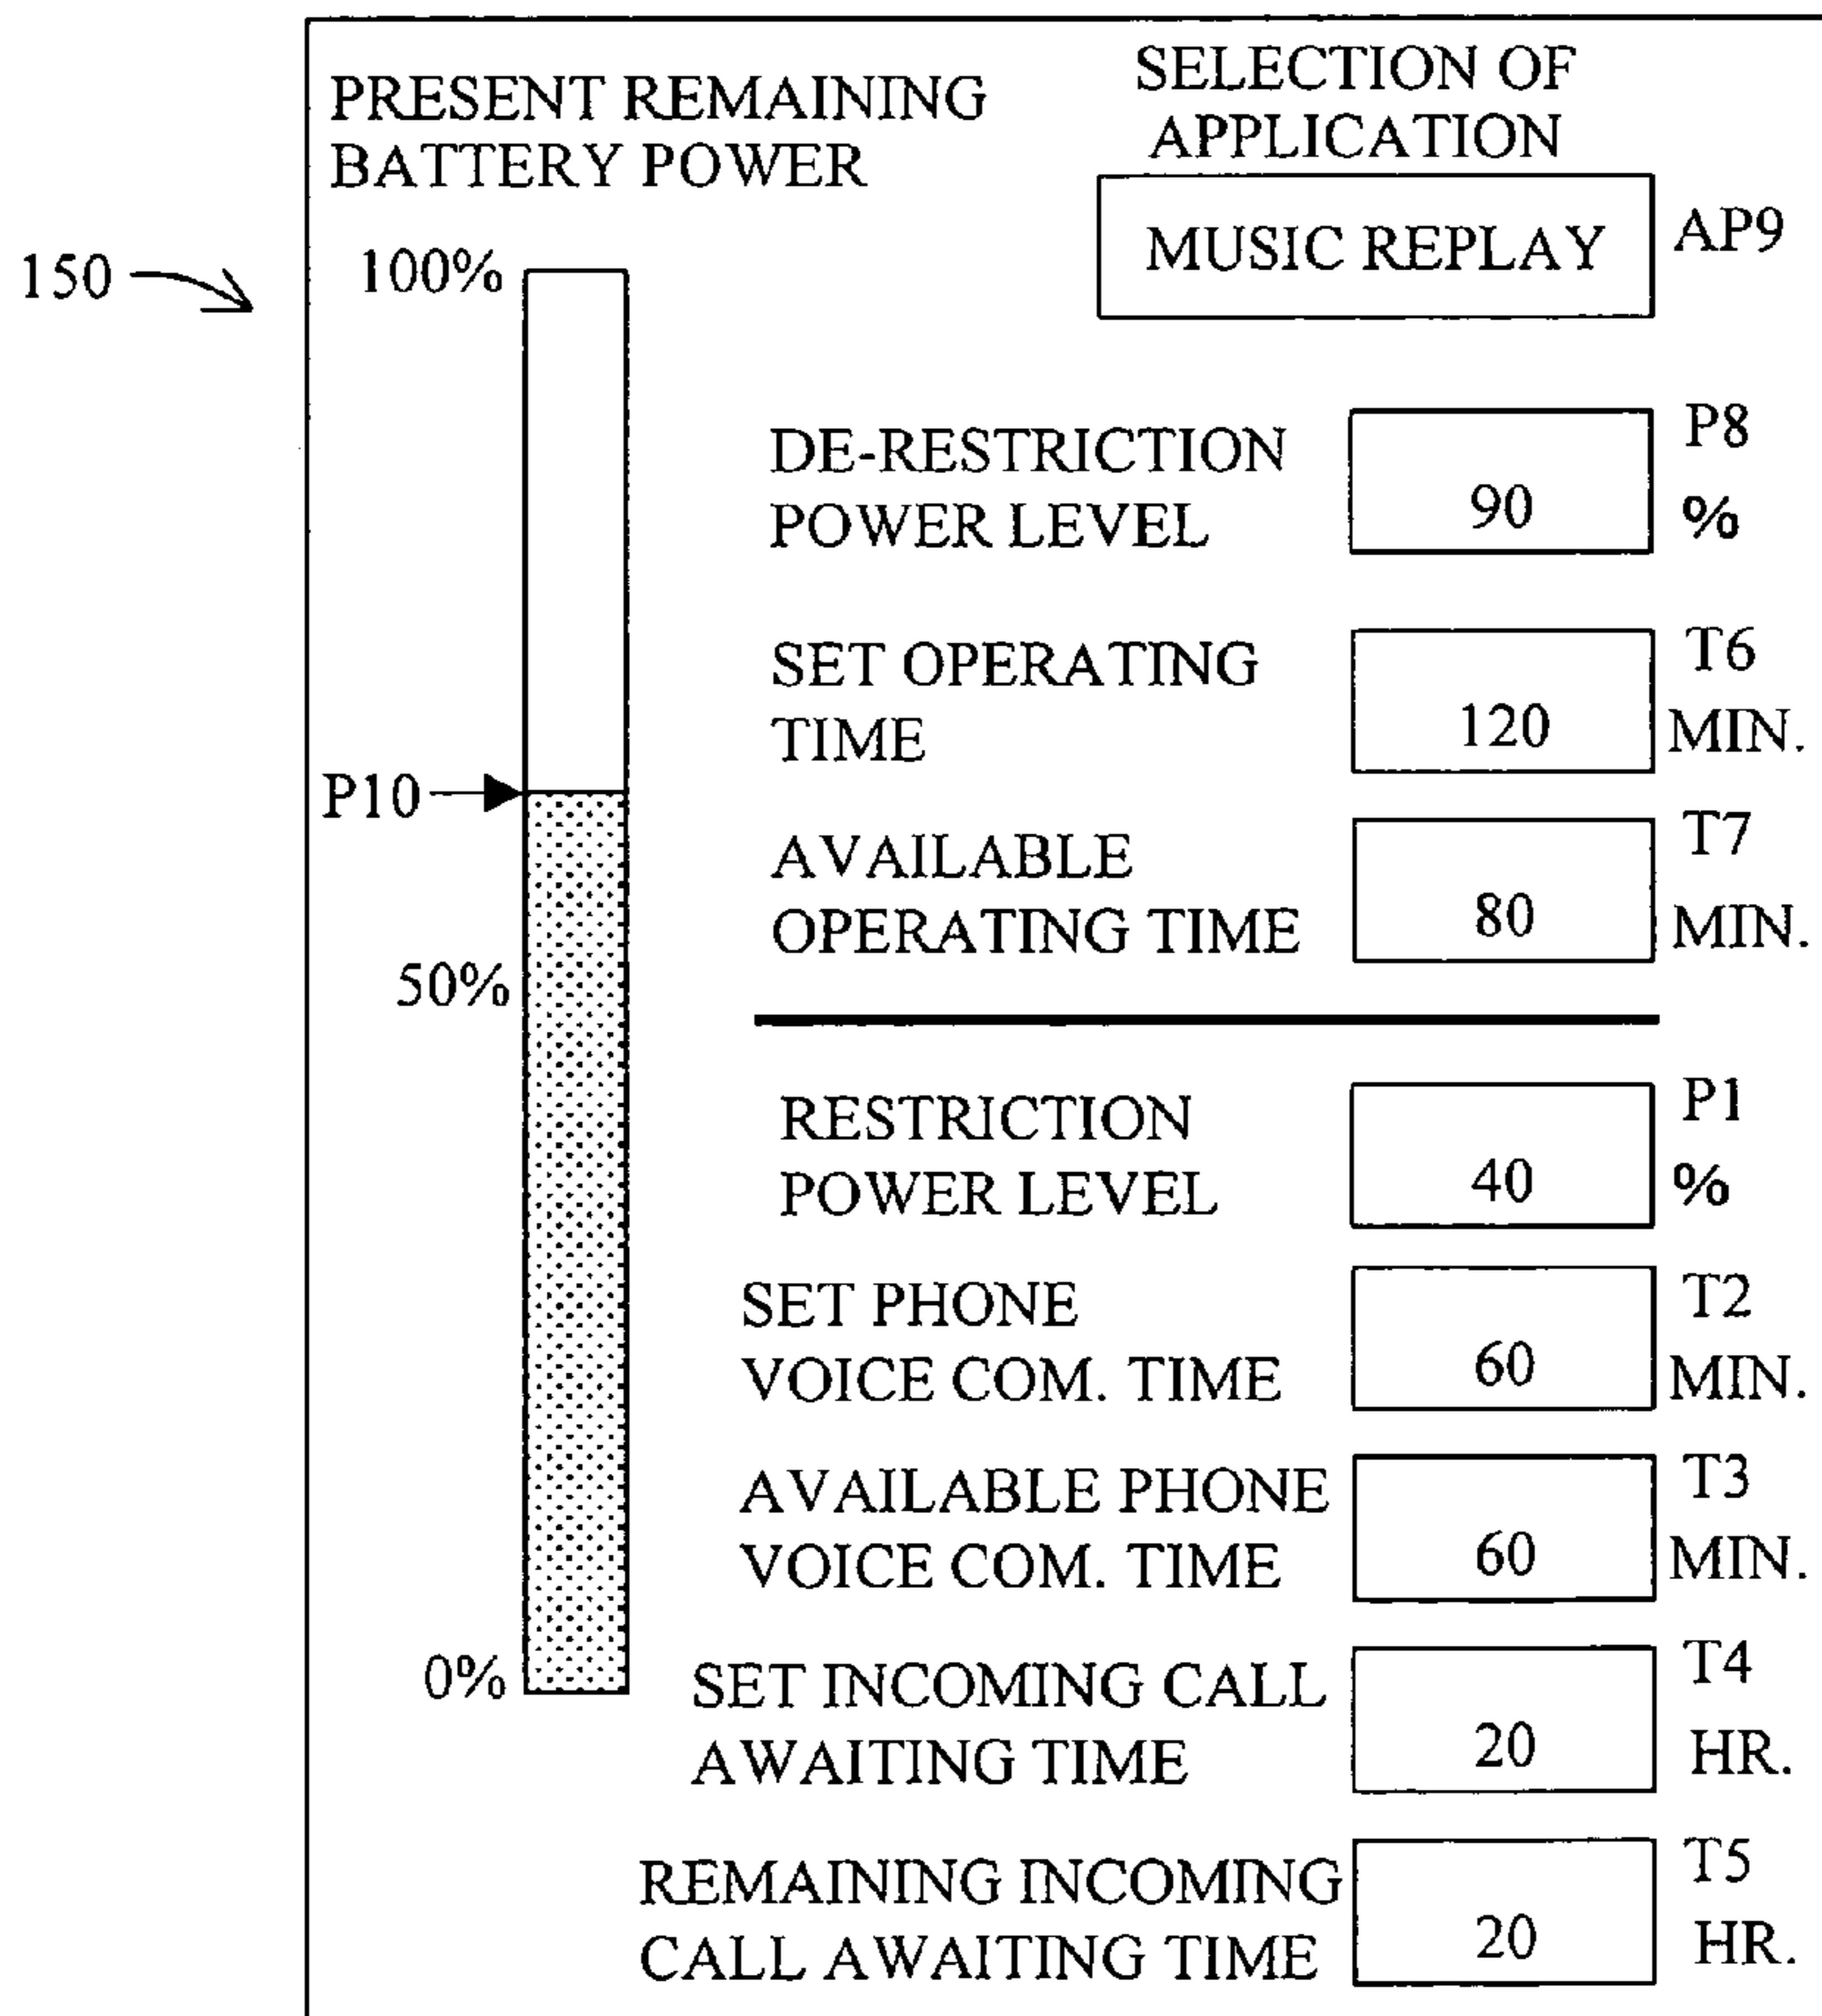 PRESENT REMAINING
BATTERY POWER
SELECTION OF
APPLICATION
MUSIC REPLAY
AP9
150
100%
DE-RESTRICTION
POWER LEVEL
90
P8
%
SET OPERATING
TIME
120
T6
MIN.
P10
AVAILABLE
OPERATING TIME
80
T7
MIN.
50%
RESTRICTION
POWER LEVEL
40
P1
%
SET PHONE
VOICE COM. TIME
60
T2
MIN.
AVAILABLE PHONE
VOICE COM. TIME
60
T3
MIN.
0%
SET INCOMING CALL
AWAITING TIME
20
T4
HR.
REMAINING INCOMING
CALL AWAITING TIME
20
T5
HR.